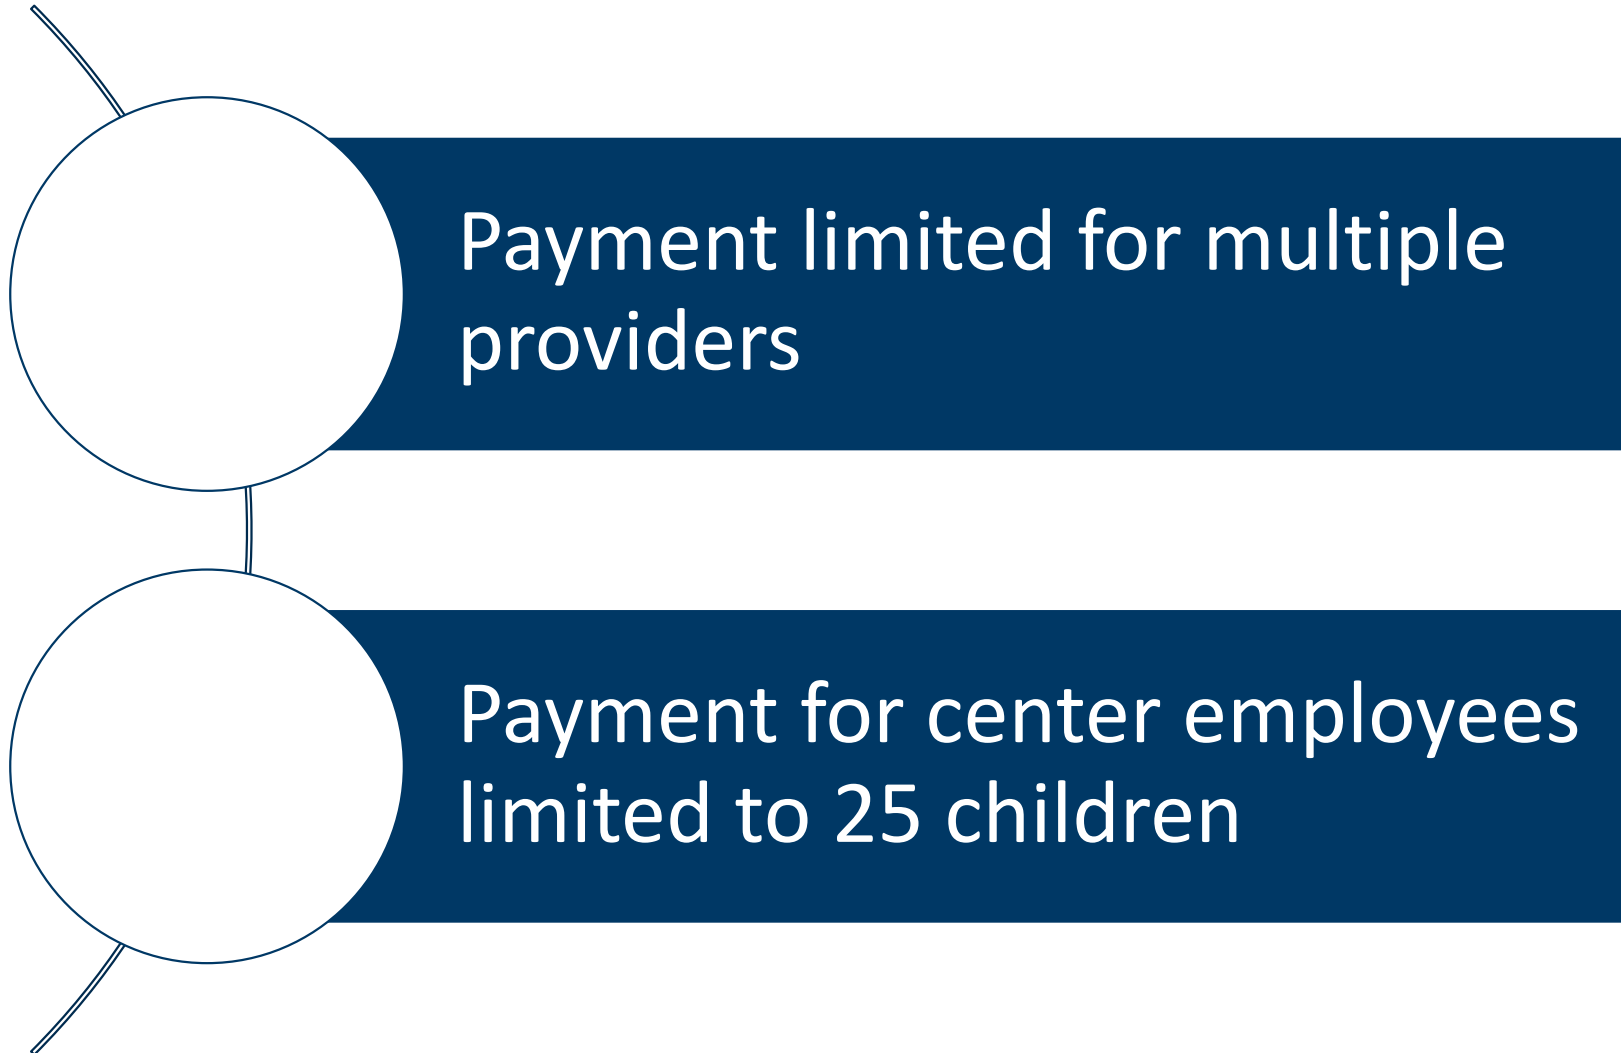 Payment limited for multiple
providers
Payment for center employees
limited to 25 children